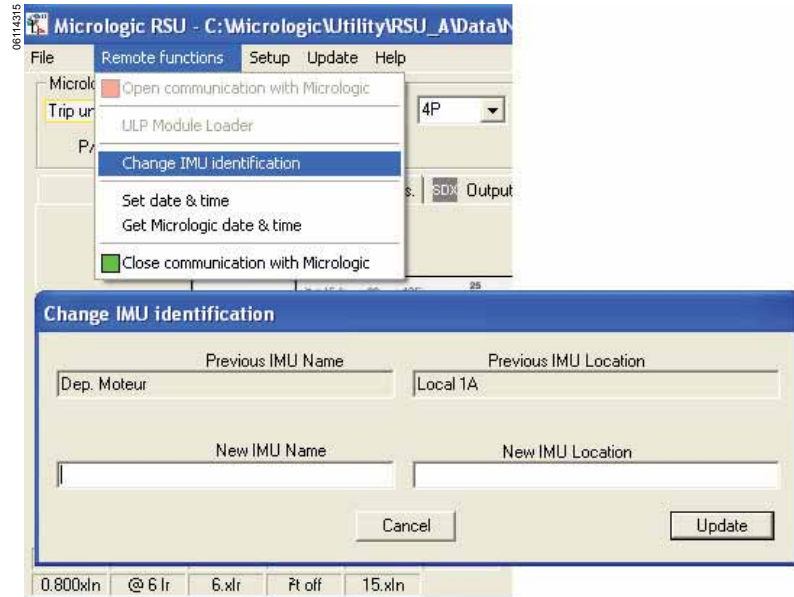 06114315
Micrologic RSU - C:\Micrologic\Utility\RSU_A\Data\N
File Remote functions Setup Update Help
Open communication with Micrologic
Trip
4P
ULP Module Loader
Change IMU identification
Set date & time
SDX Output
Get Micrologic date & time
Close communication with Micrologic
25
Change IMU identification
Previous IMU Name Previous IMU Location
Dep. Moteur Local 1A
New IMU Name New IMU Location
Cancel Update
0.800xIn @ 6 Ir 6.xIr I²t off 15.xIn